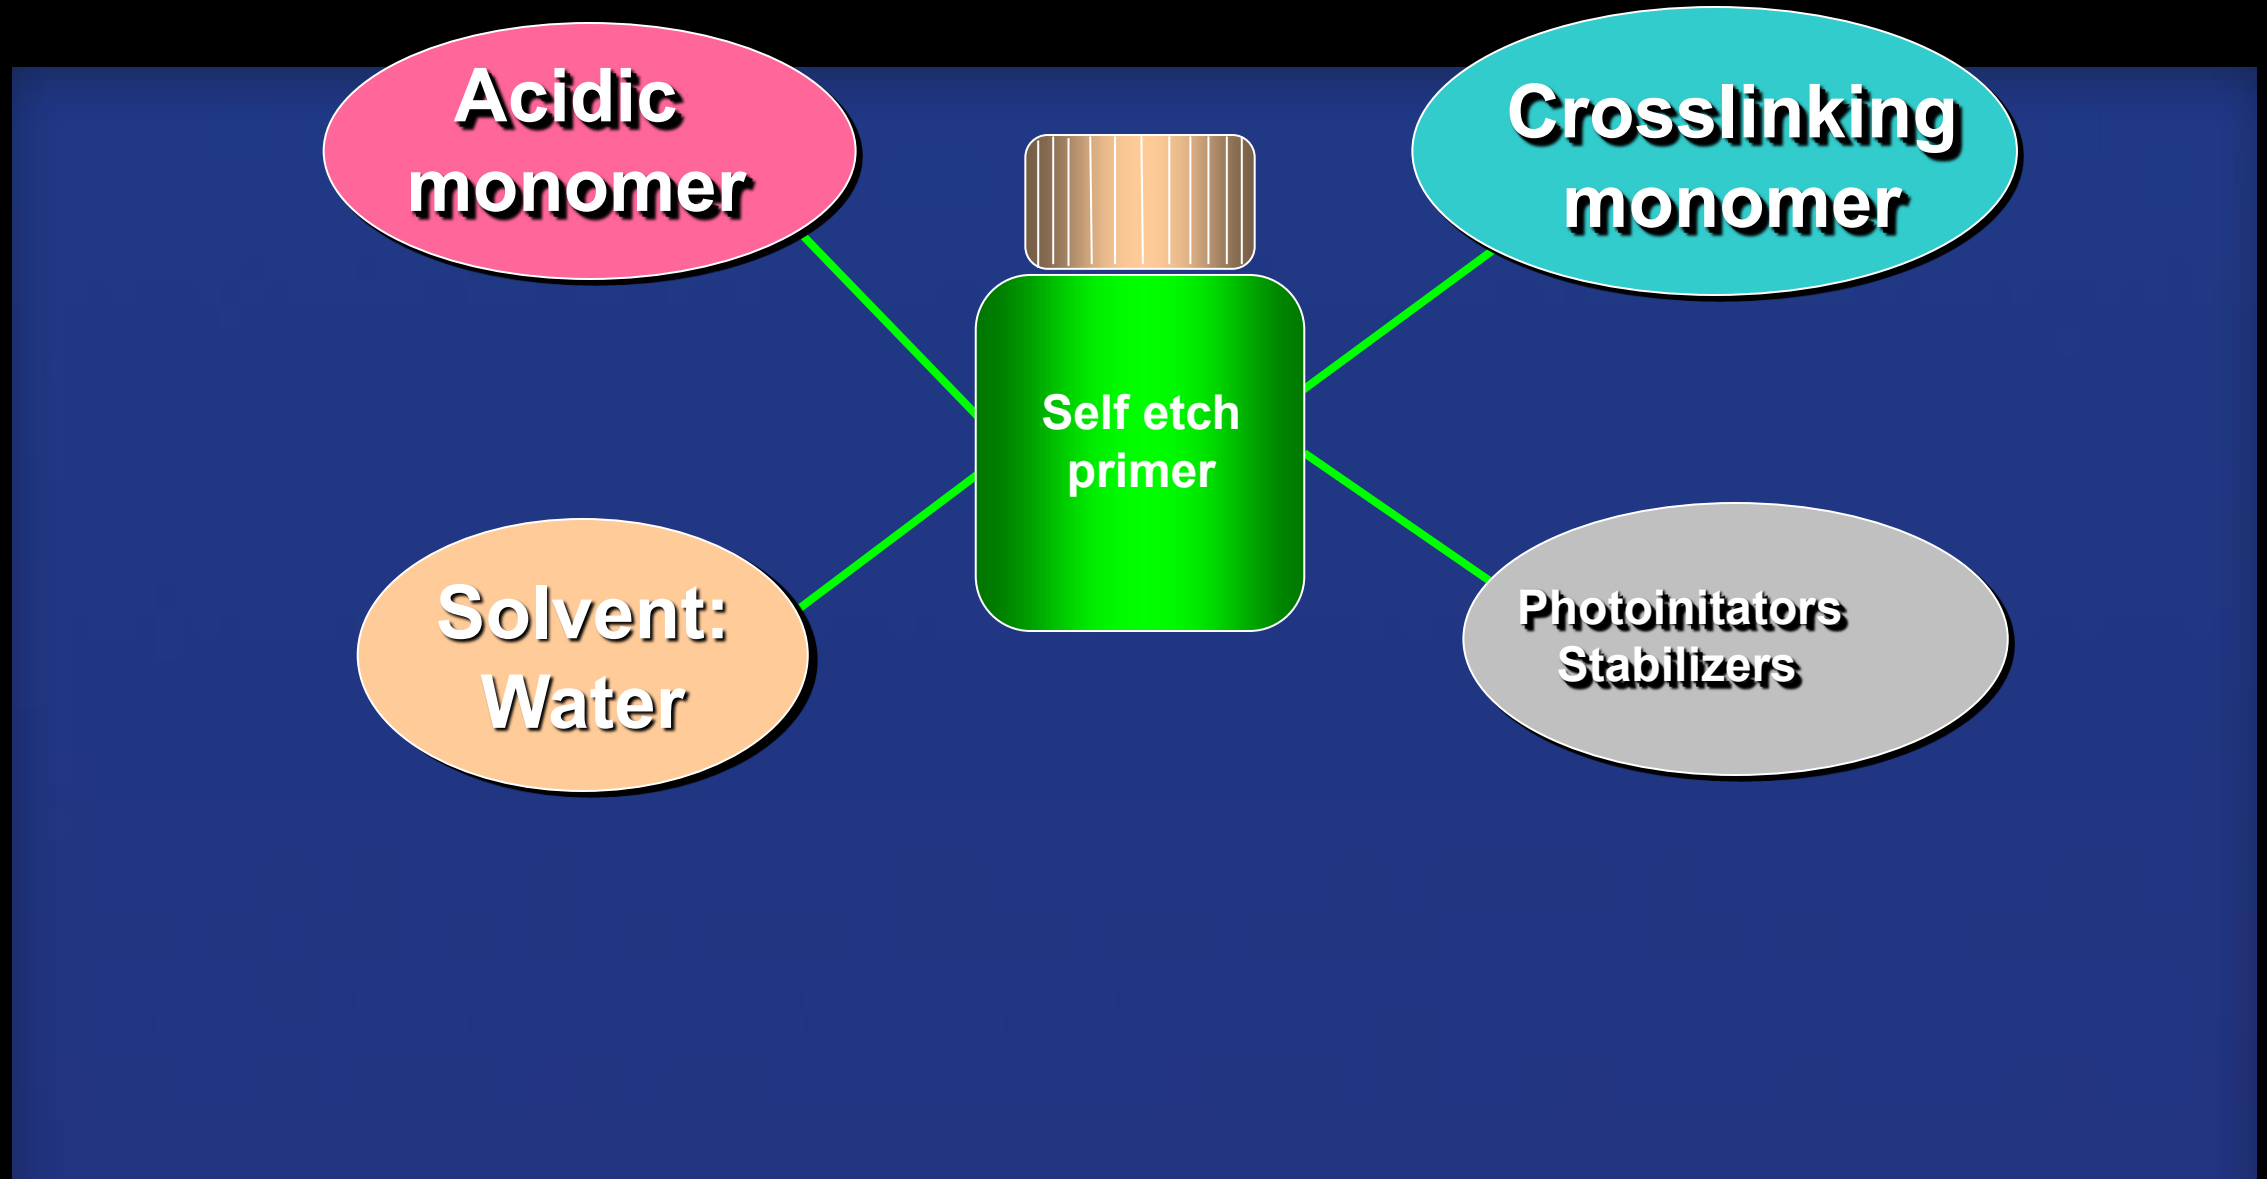 Acidic
monomer
Crosslinking
monomer
Self etch
primer
Solvent:
Water
Photoinitators
Stabilizers